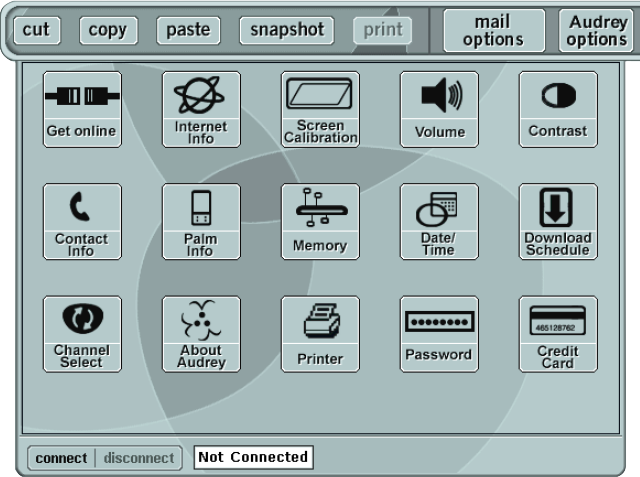 cut copy paste snapshot print mail options Audrey options
Get online
Internet
Info
Screen
Calibration
Volume
Contrast
Contact
Info
Palm
Info
Memory
Date/
Time
Download
Schedule
Channel
Select
About
Audrey
Printer
Password
465128762
Credit
Card
connect | disconnect Not Connected